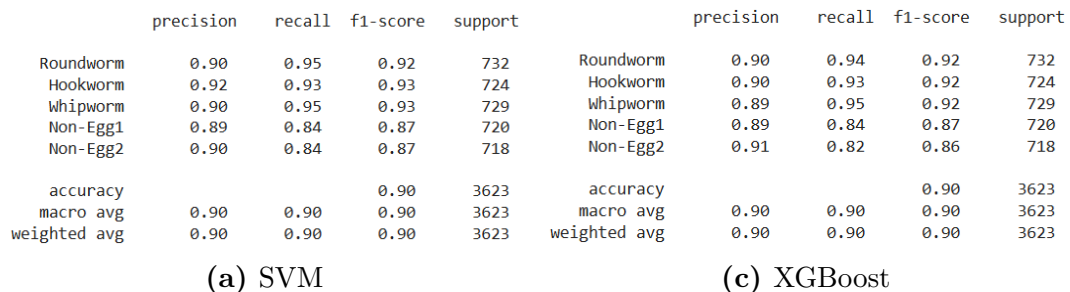 precision recall f1-score support
Roundworm 0.90 0.95 0.92 732
Hookworm 0.92 0.93 0.93 724
Whipworm 0.90 0.95 0.93 729
Non-Egg1 0.89 0.84 0.87 720
Non-Egg2 0.90 0.84 0.87 718
accuracy 0.90 3623
macro avg 0.90 0.90 0.90 3623
weighted avg 0.90 0.90 0.90 3623
(a) SVM
precision recall f1-score support
Roundworm 0.90 0.94 0.92 732
Hookworm 0.90 0.93 0.92 724
Whipworm 0.89 0.95 0.92 729
Non-Egg1 0.89 0.84 0.87 720
Non-Egg2 0.91 0.82 0.86 718
accuracy 0.90 3623
macro avg 0.90 0.90 0.90 3623
weighted avg 0.90 0.90 0.90 3623
(c) XGBoost